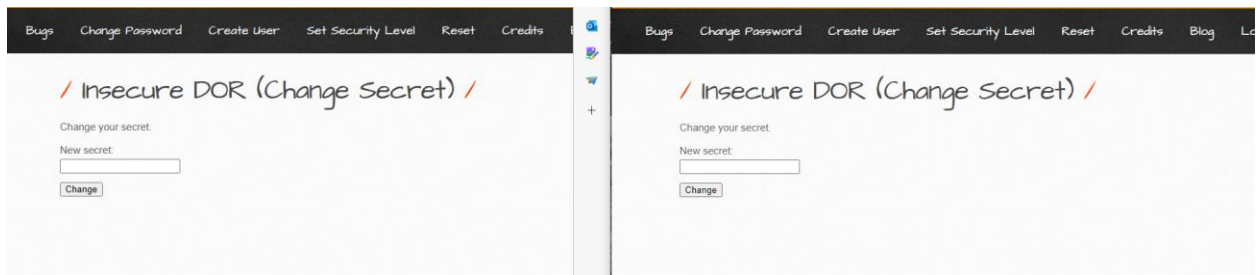 Bugs Change Password Create User Set Security Level Reset Credits
/ Insecure DOR (Change Secret) /
Change your secret.
New secret:
Change
Bugs Change Password Create User Set Security Level Reset Credits Blog
/ Insecure DOR (Change Secret) /
Change your secret.
New secret:
Change